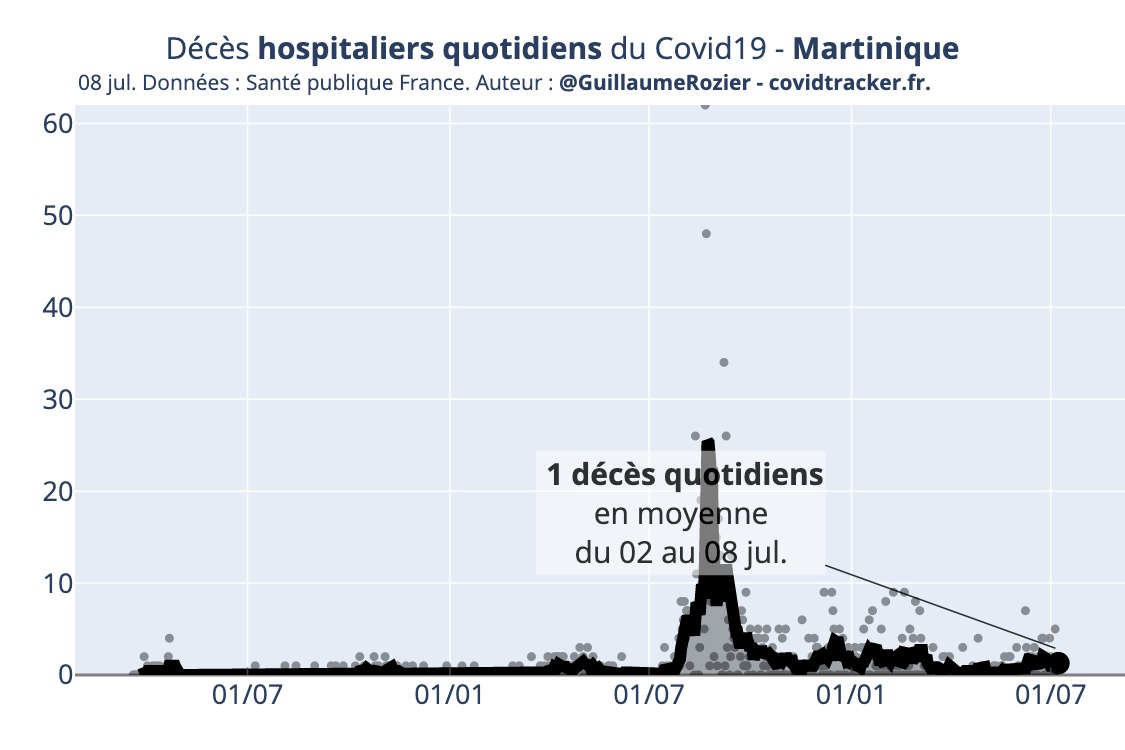 Décès hospitaliers quotidiens du Covid19 - Martinique
08 jul. Données : Santé publique France. Auteur : @GuillaumeRozier - covidtracker.fr.
60
50
40
30
20
10
0
1 décès quotidiens
en moyenne
du 02 au 08 jul.
01/07 01/01 01/07 01/01 01/07